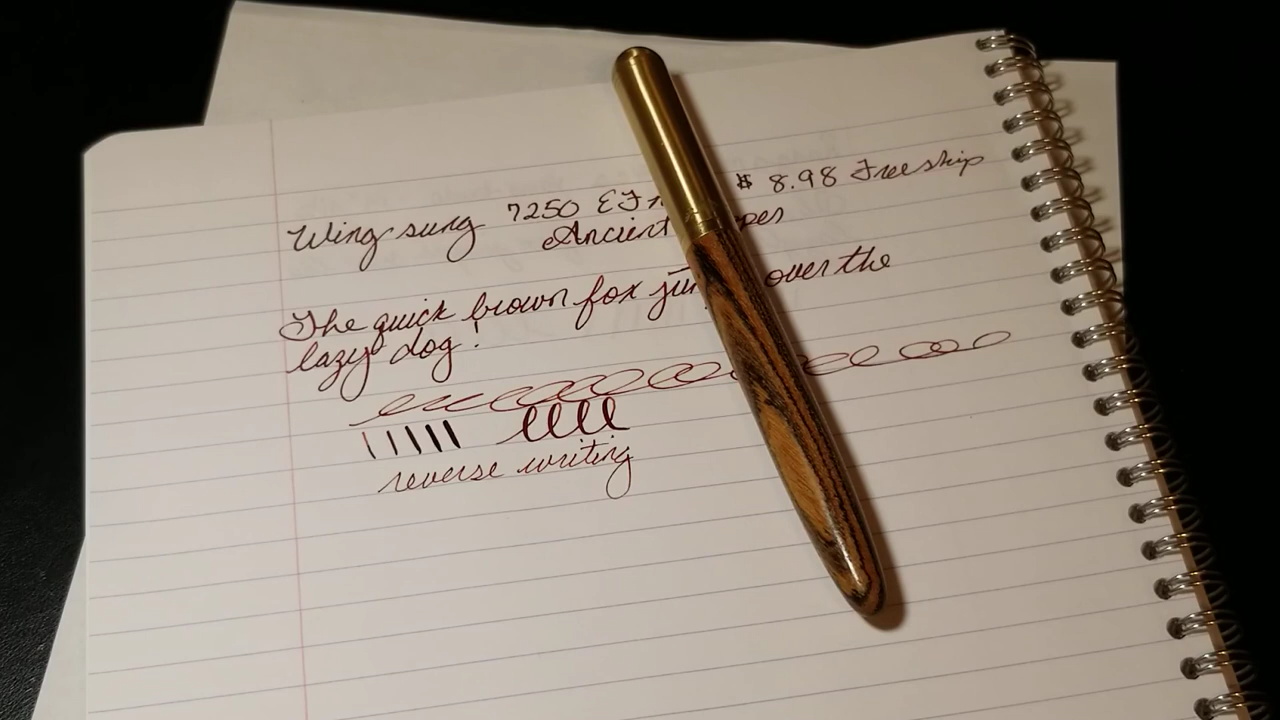 Wing sung 7250 EF $ 8.98 Free ship
Ancient
The quick brown fox over the
lazy dog!
reverse writing